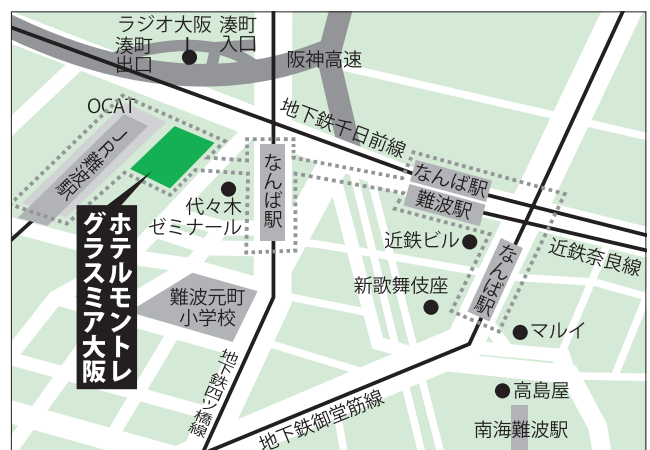 ラジオ大阪
湊町
入口
湊町
出口
阪神高速
OCAT
地下鉄千日前線
JR難波駅
なんば駅
なんば駅
難波駅
代々木
ゼミナール
近鉄ビル
近鉄奈良線
なんば駅
ホテルモントレ
グラスミア大阪
新歌舞伎座
難波元町
小学校
マルイ
地下鉄四ツ橋線
高島屋
地下鉄御堂筋線
南海難波駅